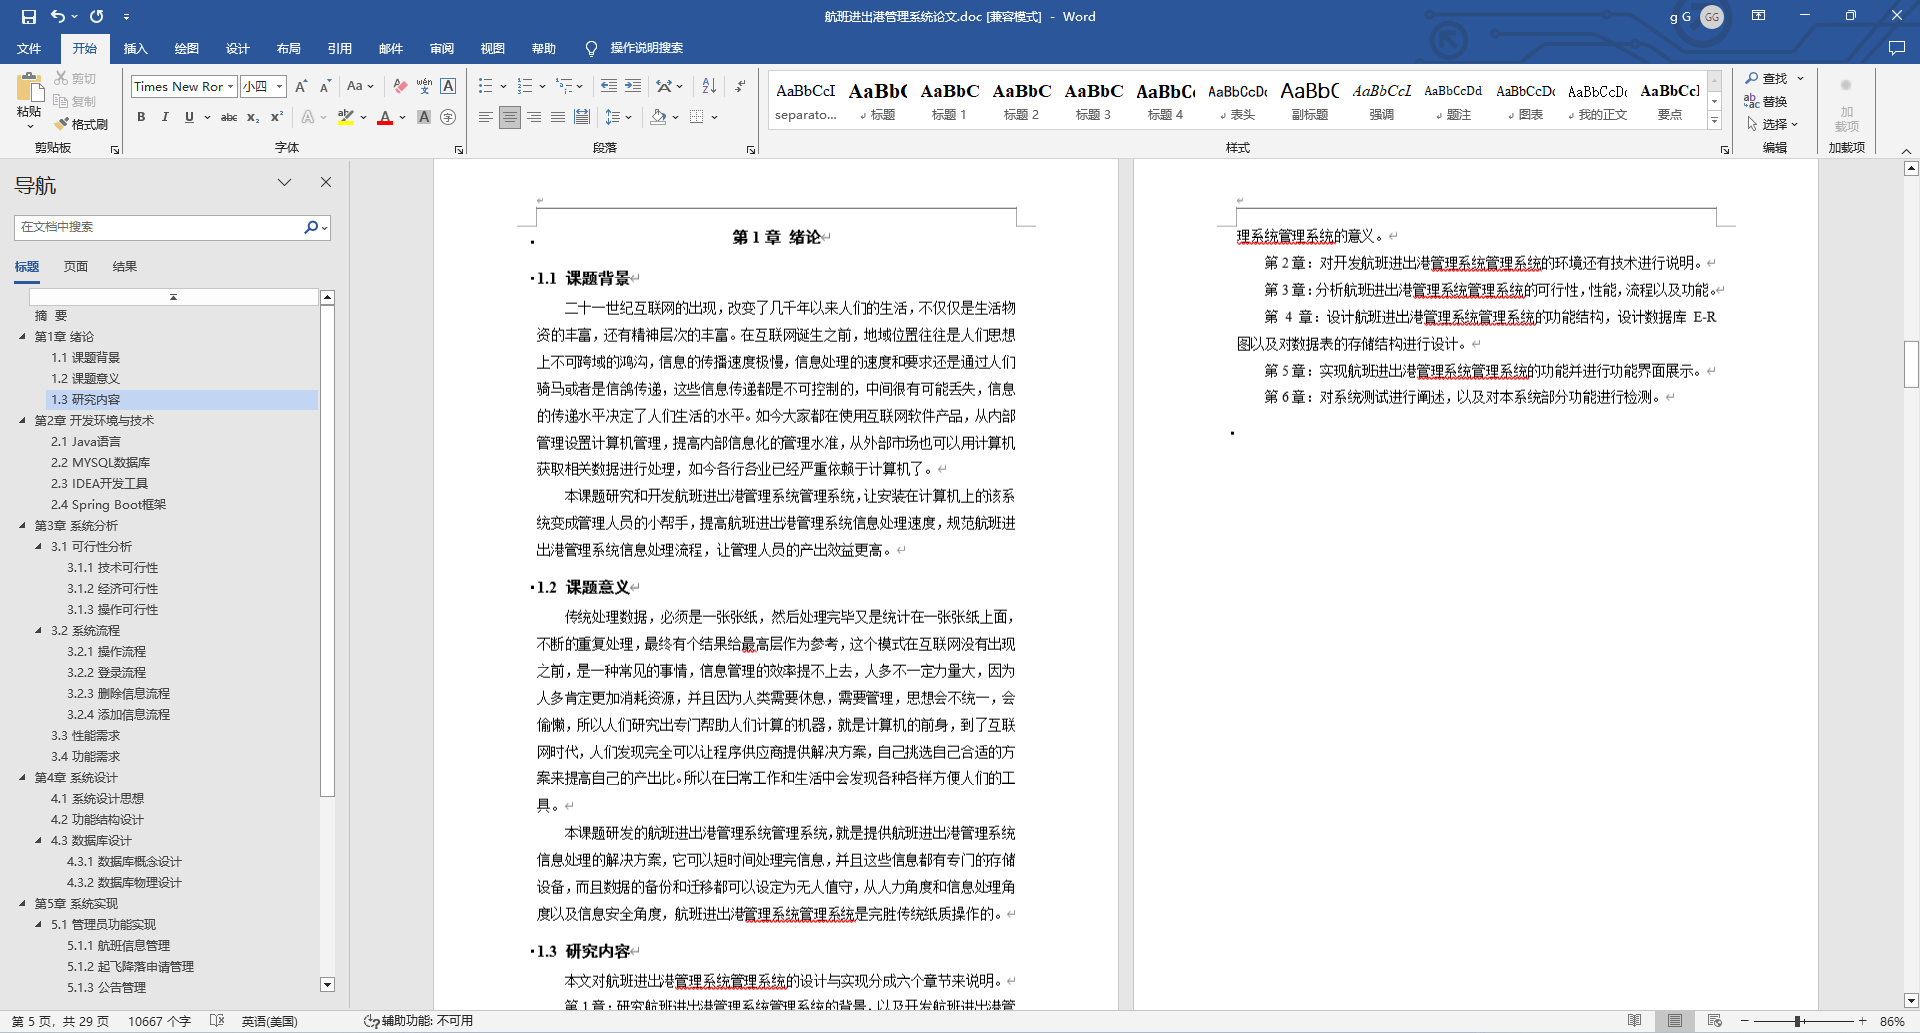 航班进出港管理系统论文.doc [兼容模式] - Word
g G
GG
文件 开始 插入 绘图 设计 布局 引用 邮件 审阅 视图 帮助 操作说明搜索
粘贴
剪切
复制
格式刷
剪贴板
Times New Ror
小四
字体
段落
AaBbCcI AaBb( AaBbC AaBbC AaBbC AaBbC( AaBbCcDc AaBbC AaBbCcL AaBbCcDd AaBbCcDc AaBbCcDc AaBbCcl
separato... 标题 标题 1 标题 2 标题 3 标题 4 表头 副标题 强调 题注 图表 我的正文 要点
样式
查找
替换
选择
编辑
加载项
加载项
导航
在文档中搜索
标题 页面 结果
摘 要
第1章 绪论
1.1 课题背景
1.2 课题意义
1.3 研究内容
第2章 开发环境与技术
2.1 Java语言
2.2 MYSQL数据库
2.3 IDEA开发工具
2.4 Spring Boot框架
第3章 系统分析
3.1 可行性分析
3.1.1 技术可行性
3.1.2 经济可行性
3.1.3 操作可行性
3.2 系统流程
3.2.1 操作流程
3.2.2 登录流程
3.2.3 删除信息流程
3.2.4 添加信息流程
3.3 性能需求
3.4 功能需求
第4章 系统设计
4.1 系统设计思想
4.2 功能结构设计
4.3 数据库设计
4.3.1 数据库概念设计
4.3.2 数据库物理设计
第5章 系统实现
5.1 管理员功能实现
5.1.1 航班信息管理
5.1.2 起飞降落申请管理
5.1.3 公告管理
第 1 章 绪论
1.1 课题背景
二十一世纪互联网的出现，改变了几千年以来人们的生活，不仅仅是生活物
资的丰富，还有精神层次的丰富。在互联网诞生之前，地域位置往往是人们思想
上不可跨域的鸿沟，信息的传播速度极慢，信息处理的速度和要求还是通过人们
骑马或者是信鸽传递，这些信息传递都是不可控制的，中间很有可能丢失，信息
的传递水平决定了人们生活的水平。如今大家都在使用互联网软件产品，从内部
管理设置计算机管理，提高内部信息化的管理水准，从外部市场也可以用计算机
获取相关数据进行处理，如今各行各业已经严重依赖于计算机了。
本课题研究和开发航班进出港管理系统管理系统，让安装在计算机上的该系
统变成管理人员的小帮手，提高航班进出港管理系统信息处理速度，规范航班进
出港管理系统信息处理流程，让管理人员的产出效益更高。
1.2 课题意义
传统处理数据，必须是一张张纸，然后处理完毕又是统计在一张张纸上面，
不断的重复处理，最终有个结果给最高层作为参考，这个模式在互联网没有出现
之前，是一种常见的事情，信息管理的效率提不上去，人多不一定力量大，因为
人多肯定更加消耗资源，并且因为人类需要休息，需要管理，思想会不统一，会
偷懒，所以人们研究出专门帮助人们计算的机器，就是计算机的前身，到了互联
网时代，人们发现完全可以让程序供应商提供解决方案，自己挑选自己合适的方
案来提高自己的产出比。所以在日常工作和生活中会发现各种各样方便人们的工
具。
本课题研发的航班进出港管理系统管理系统，就是提供航班进出港管理系统
信息处理的解决方案，它可以短时间处理完信息，并且这些信息都有专门的存储
设备，而且数据的备份和迁移都可以设定为无人值守，从人力角度和信息处理角
度以及信息安全角度，航班进出港管理系统管理系统是完胜传统纸质操作的。
1.3 研究内容
本文对航班进出港管理系统管理系统的设计与实现分成六个章节来说明。
第 1 章：研究航班进出港管理系统管理系统的背景，以及开发航班进出港管
理系统管理系统的意义。
第 2 章：对开发航班进出港管理系统管理系统的环境还有技术进行说明。
第 3 章：分析航班进出港管理系统管理系统的可行性，性能，流程以及功能。
第 4 章：设计航班进出港管理系统管理系统的功能结构，设计数据库 E-R
图以及对数据表的存储结构进行设计。
第 5 章：实现航班进出港管理系统管理系统的功能并进行功能界面展示。
第 6 章：对系统测试进行阐述，以及对本系统部分功能进行检测。
第 5 页，共 29 页 10667 个字 英语(美国) 辅助功能: 不可用 86%